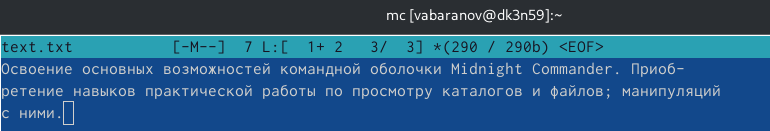 mc [vabaranov@dk3n59]:~
text.txt [-M--] 7 L:[ 1+ 2 3/ 3] *(290 / 290b) <EOF>
Освоение основных возможностей командной оболочки Midnight Commander. Приоб-
ретение навыков практической работы по просмотру каталогов и файлов; манипуляций
с ними.